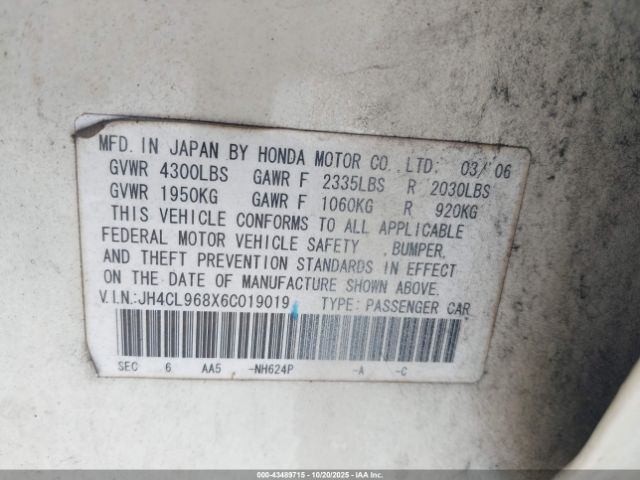 MFD. IN JAPAN BY HONDA MOTOR CO., LTD. 03/'06
GVWR 4300LBS GAWR F 2335LBS R 2030LBS
GVWR 1950KG GAWR F 1060KG R 920KG
THIS VEHICLE CONFORMS TO ALL APPLICABLE
FEDERAL MOTOR VEHICLE SAFETY ,BUMPER,
AND THEFT PREVENTION STANDARDS IN EFFECT
ON THE DATE OF MANUFACTURE SHOWN ABOVE.
V.I.N.:JH4CL968X6C019019 TYPE: PASSENGER CAR
SEC 6 AA5 -NH624P -A -C
000-43489715 - 10/20/2025 - IAAI.COM